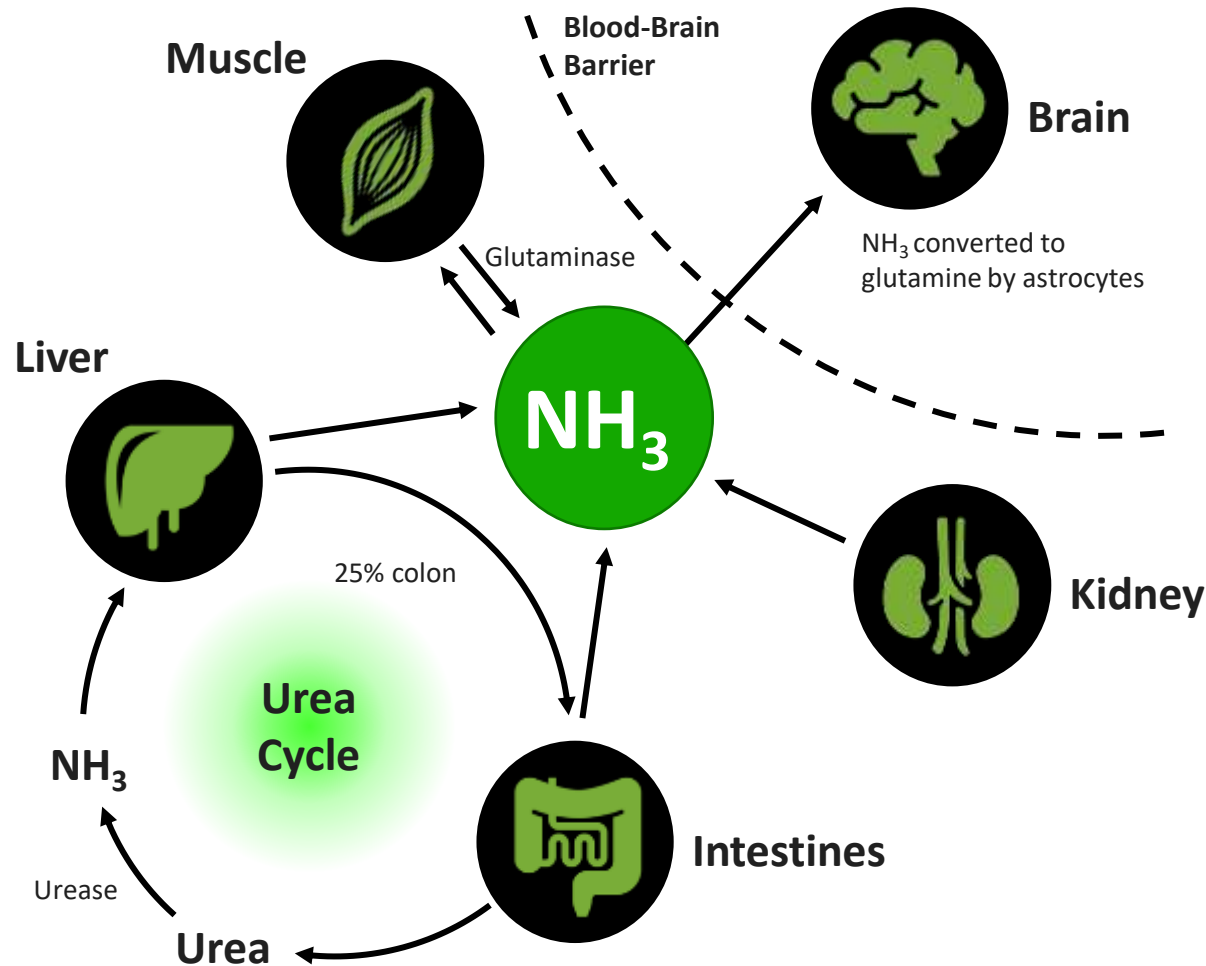 Blood-Brain
Barrier
Muscle
Brain
Glutaminase
NH₃ converted to
glutamine by astrocytes
Liver
NH₃
25% colon
Kidney
Urea
Cycle
NH₃
Intestines
Urease
Urea